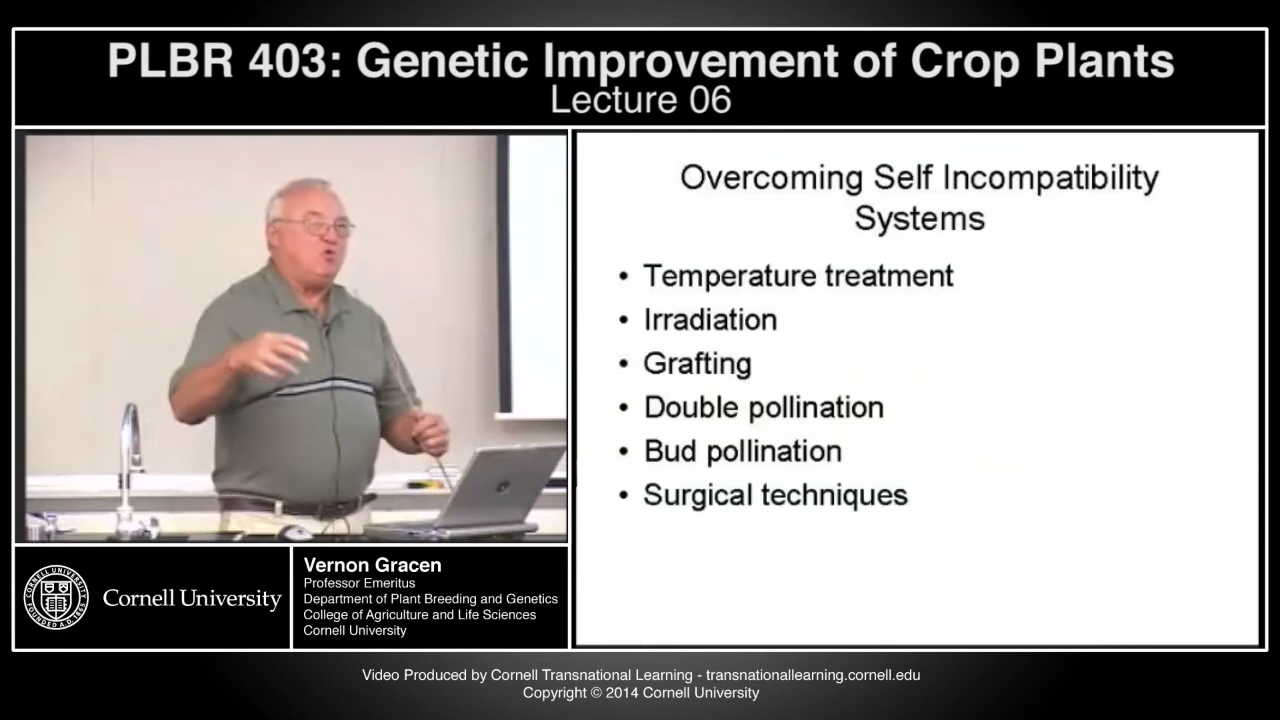 PLBR 403: Genetic Improvement of Crop Plants
Lecture 06
Overcoming Self Incompatibility
Systems
• Temperature treatment
• Irradiation
• Grafting
• Double pollination
• Bud pollination
• Surgical techniques
Cornell University
Vernon Gracen
Professor Emeritus
Department of Plant Breeding and Genetics
College of Agriculture and Life Sciences
Cornell University
Video Produced by Cornell Transnational Learning - transnationallearning.cornell.edu
Copyright © 2014 Cornell University